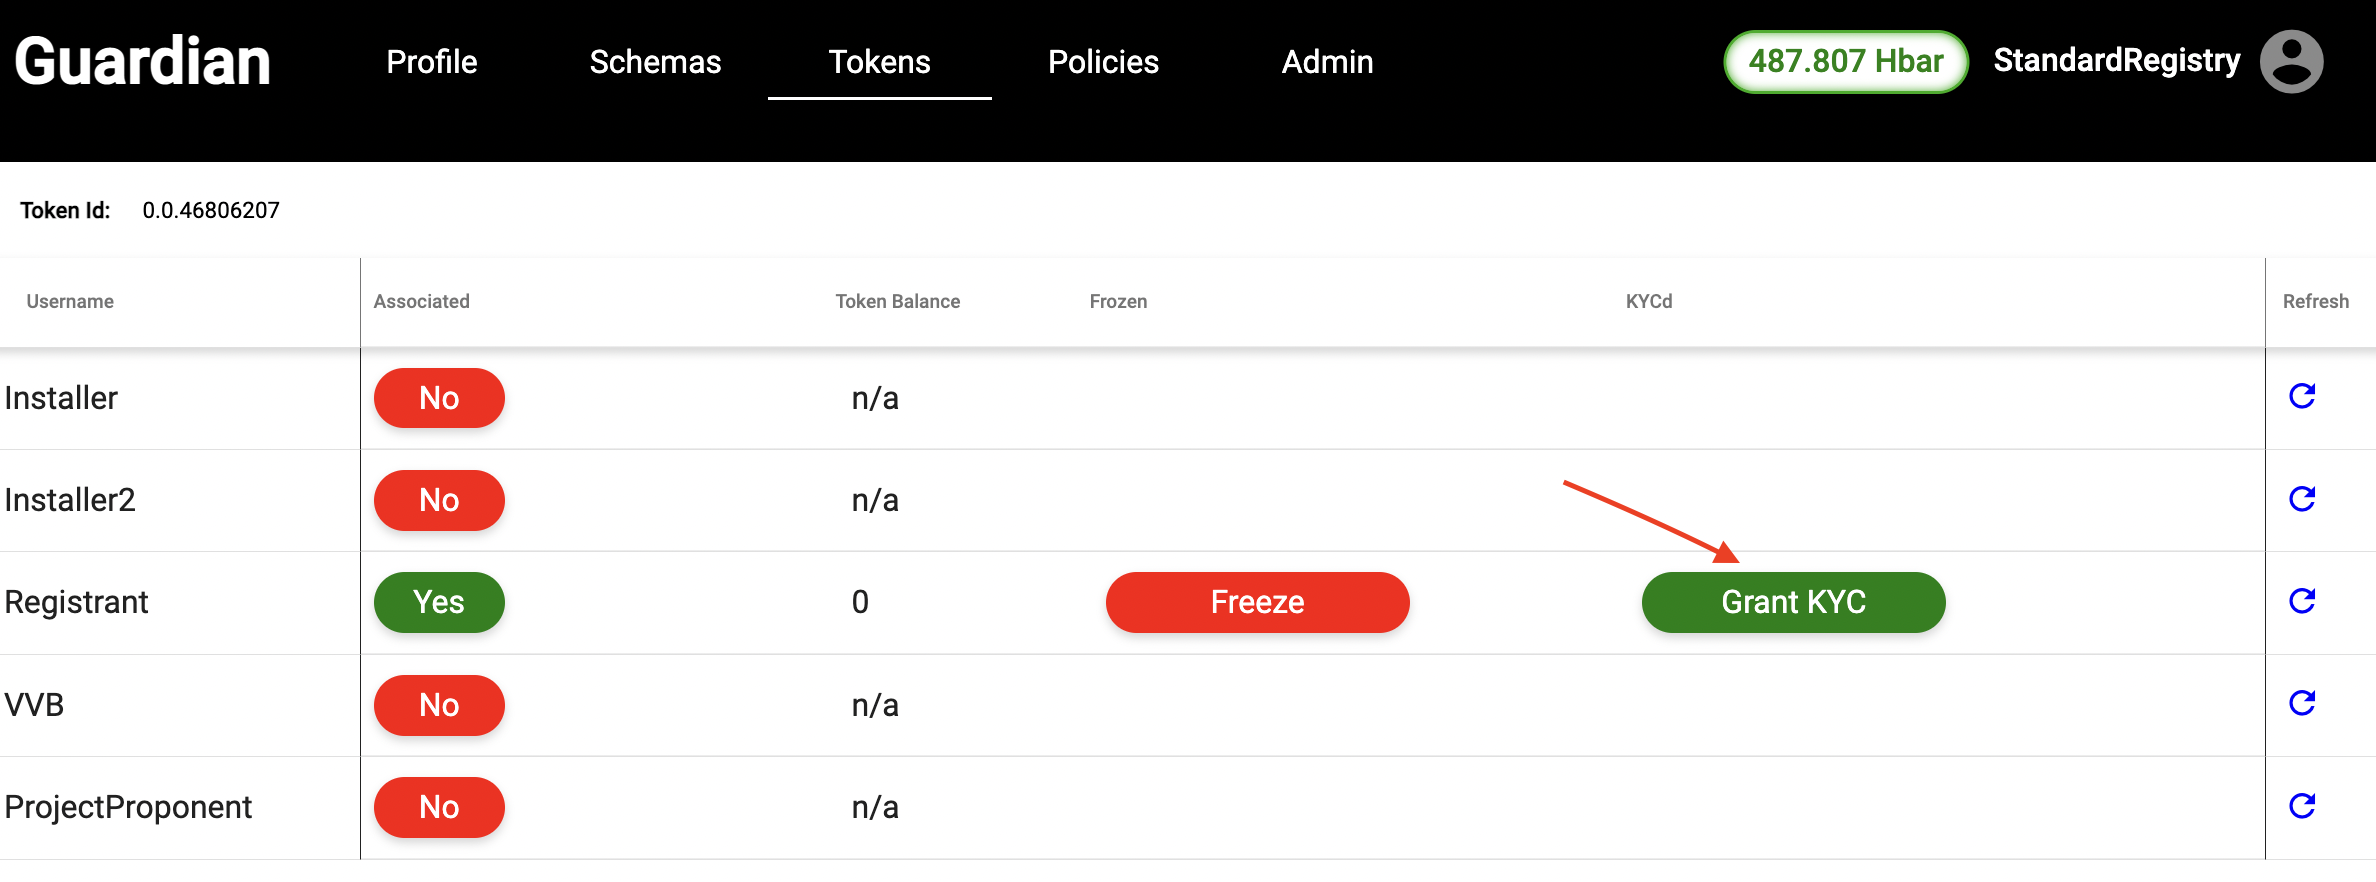 Guardian Profile Schemas Tokens Policies Admin 487.807 Hbar StandardRegistry
Token Id: 0.0.46806207
Username Associated Token Balance Frozen KYCd Refresh
Installer No n/a
Installer2 No n/a
Registrant Yes 0 Freeze Grant KYC
VVB No n/a
ProjectProponent No n/a